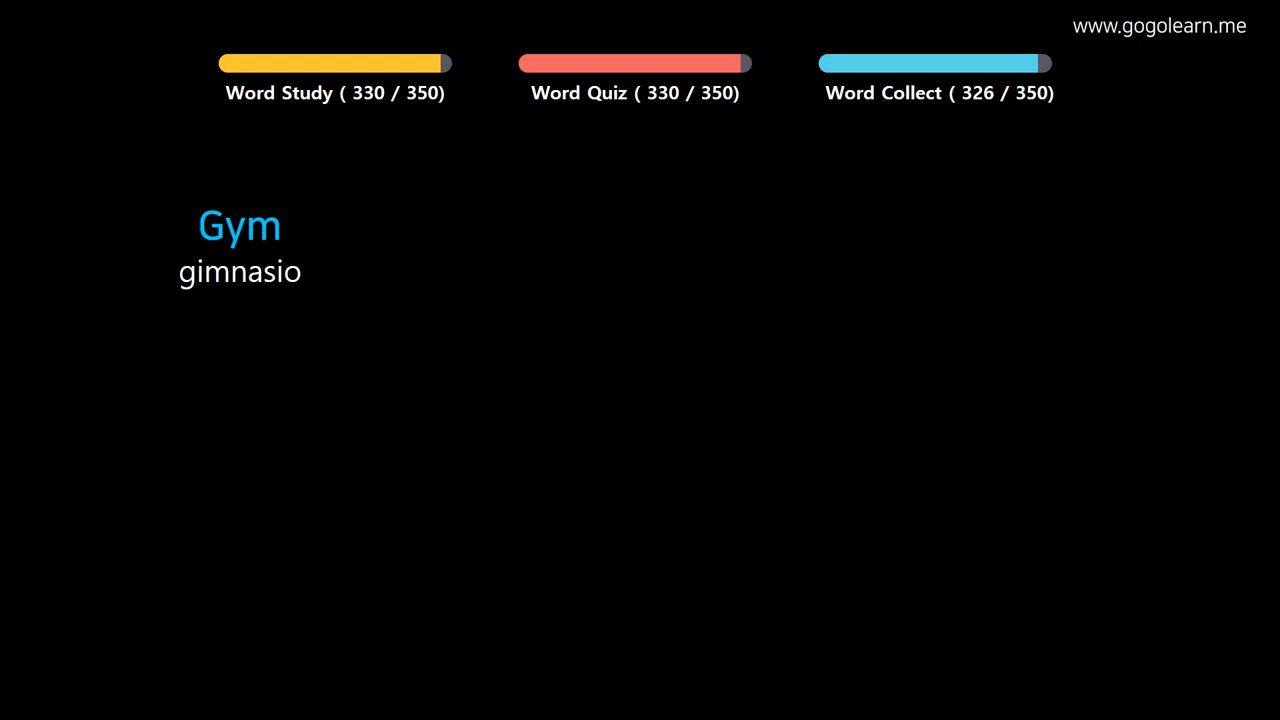 www.gogolearn.me
Word Study ( 330 / 350)
Word Quiz ( 330 / 350)
Word Collect ( 326 / 350)
Gym
gimnasio